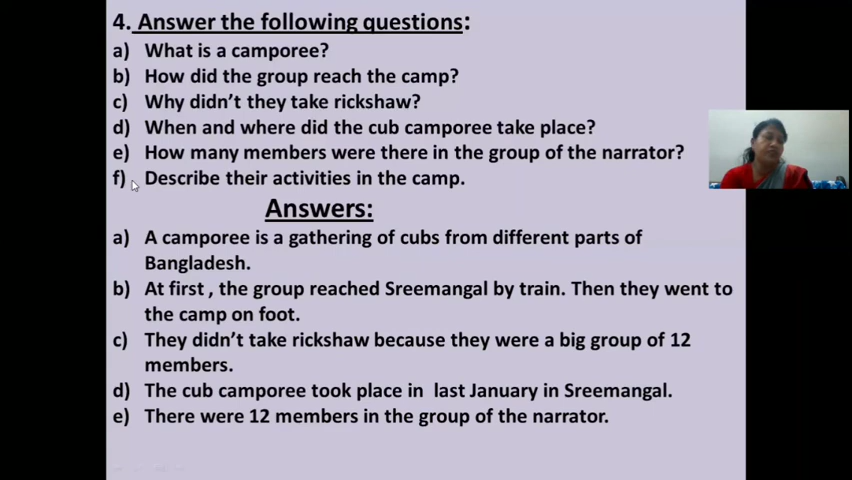 4. Answer the following questions:
a) What is a camporee?
b) How did the group reach the camp?
c) Why didn't they take rickshaw?
d) When and where did the cub camporee take place?
e) How many members were there in the group of the narrator?
f) Describe their activities in the camp.
Answers:
a) A camporee is a gathering of cubs from different parts of
Bangladesh.
b) At first , the group reached Sreemangal by train. Then they went to
the camp on foot.
c) They didn't take rickshaw because they were a big group of 12
members.
d) The cub camporee took place in last January in Sreemangal.
e) There were 12 members in the group of the narrator.